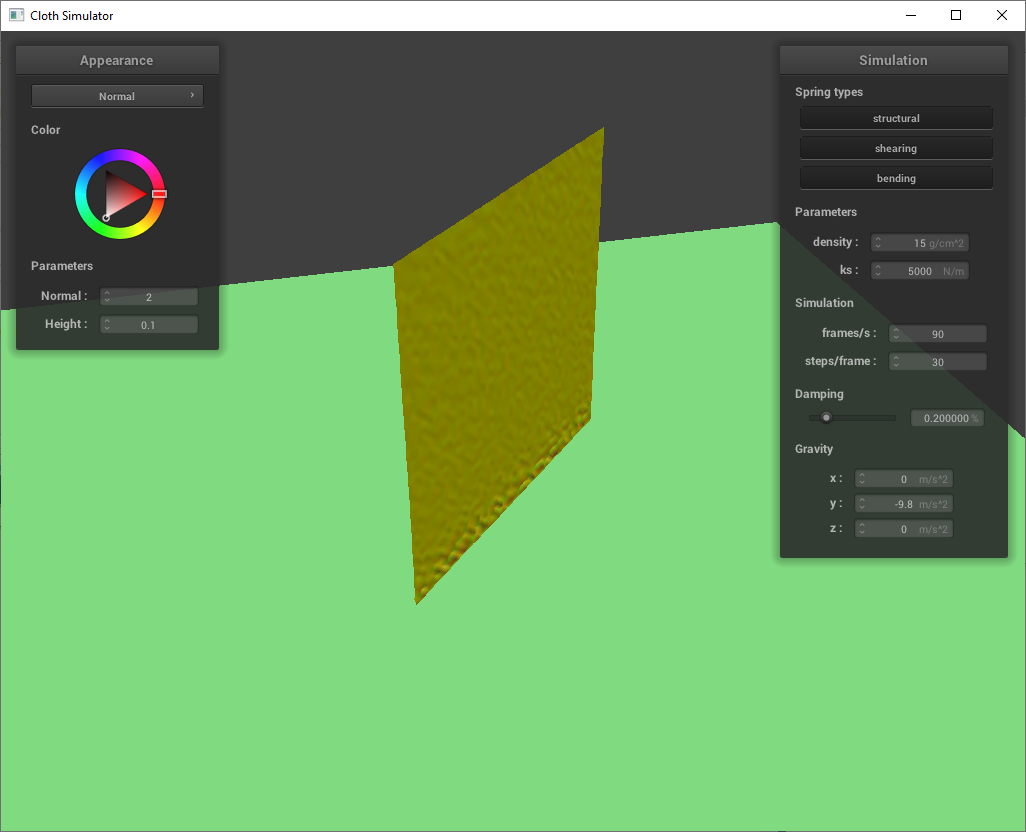 Cloth Simulator
Appearance
Normal
Color
Parameters
Normal : 2
Height : 0.1
Simulation
Spring types
structural
shearing
bending
Parameters
density : 15 g/cm^2
ks : 5000 N/m
Simulation
frames/s : 90
steps/frame : 30
Damping
0.200000 %
Gravity
x : 0 m/s^2
y : -9.8 m/s^2
z : 0 m/s^2